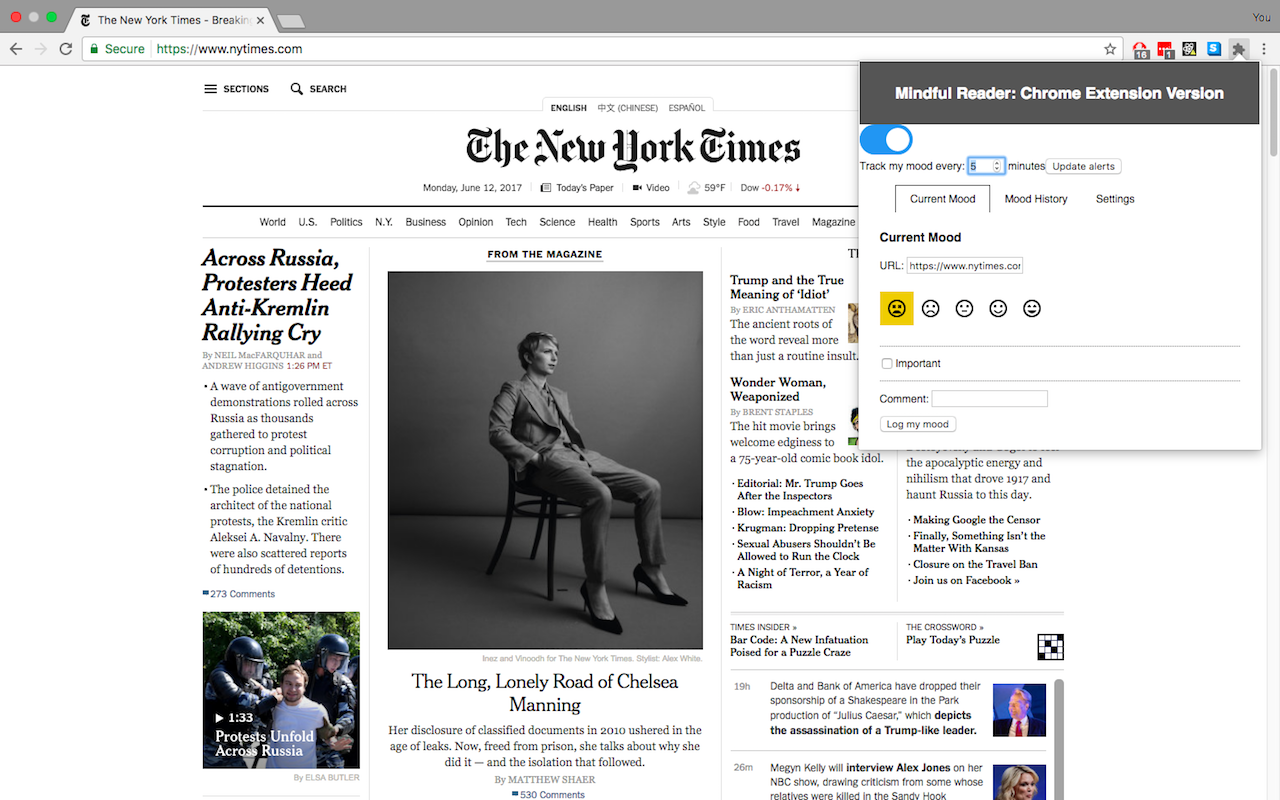 The New York Times - Breakin
You
Secure
https://www.nytimes.com
16
1
SECTIONS
SEARCH
ENGLISH 中文 (CHINESE) ESPAÑOL
The New York Times
Monday, June 12, 2017
Today's Paper
Video
59°F
Dow -0.17%
World U.S. Politics N.Y. Business Opinion Tech Science Health Sports Arts Style Food Travel Magazine
Across Russia,
Protesters Heed
Anti-Kremlin
Rallying Cry
By NEIL MacFARQUHAR and
ANDREW HIGGINS 1:26 PM ET
• A wave of antigovernment
demonstrations rolled across
Russia as thousands
gathered to protest
corruption and political
stagnation.
• The police detained the
architect of the national
protests, the Kremlin critic
Aleksei A. Navalny. There
were also scattered reports
of hundreds of detentions.
273 Comments
1:33
Protests Unfold
Across Russia
By ELSA BUTLER
FROM THE MAGAZINE
Inez and Vinoodh for The New York Times. Stylist: Alex White.
The Long, Lonely Road of Chelsea
Manning
Her disclosure of classified documents in 2010 ushered in the
age of leaks. Now, freed from prison, she talks about why she
did it — and the isolation that followed.
By MATTHEW SHAER
530 Comments
Trump and the True
Meaning of 'Idiot'
By ERIC ANTHAMATTEN
The ancient roots of
the word reveal more
than just a routine insult.
Wonder Woman,
Weaponized
By BRENT STAPLES
The hit movie brings
welcome edginess to
a 75-year-old comic book idol.
• Editorial: Mr. Trump Goes
After the Inspectors
• Blow: Impeachment Anxiety
• Krugman: Dropping Pretense
• Sexual Abusers Shouldn't Be
Allowed to Run the Clock
• A Night of Terror, a Year of
Racism
the apocalyptic energy and
nihilism that drove 1917 and
haunt Russia to this day.
• Making Google the Censor
• Finally, Something Isn't the
Matter With Kansas
• Closure on the Travel Ban
• Join us on Facebook »
TIMES INSIDER »
Bar Code: A New Infatuation
Poised for a Puzzle Craze
THE CROSSWORD »
Play Today's Puzzle
19h
Delta and Bank of America have dropped their
sponsorship of a Shakespeare in the Park
production of "Julius Caesar," which depicts
the assassination of a Trump-like leader.
26m
Megyn Kelly will interview Alex Jones on her
NBC show, drawing criticism from some whose
relatives were killed in the Sandy Hook
Mindful Reader: Chrome Extension Version
Track my mood every: 5 minutes Update alerts
Current Mood Mood History Settings
Current Mood
URL: https://www.nytimes.cor
Important
Comment:
Log my mood